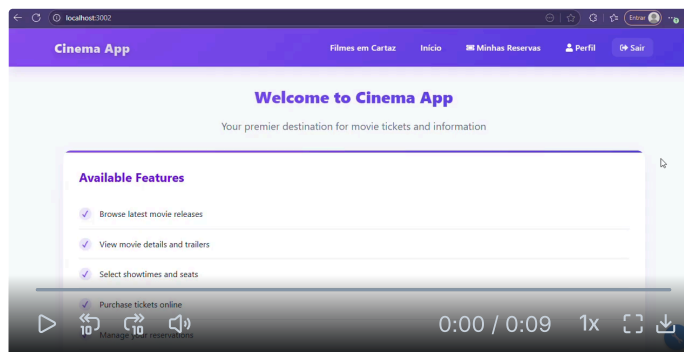 localhost:3002
Entrar
Cinema App
Filmes em Cartaz Início Minhas Reservas Perfil Sair
Welcome to Cinema App
Your premier destination for movie tickets and information
Available Features
Browse latest movie releases
View movie details and trailers
Select showtimes and seats
Purchase tickets online
Manage your reservations
10 10 0:00 / 0:09 1x